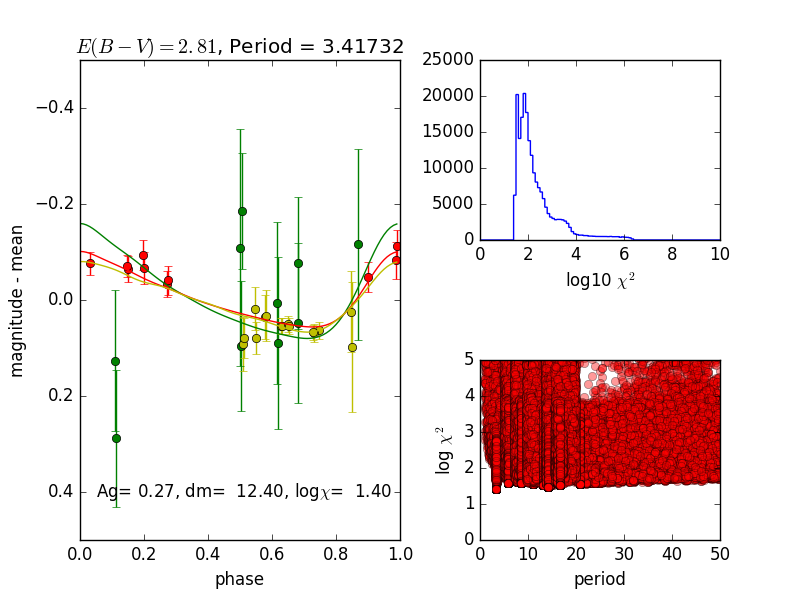 E(B − V) = 2.81, Period = 3.41732
magnitude - mean
−0.4
−0.2
0.0
0.2
0.4
Ag= 0.27, dm=  12.40, logχ=  1.40
0.0 0.2 0.4 0.6 0.8 1.0
phase
25000
20000
15000
10000
5000
0
0 2 4 6 8 10
log10 χ²
log χ²
5
4
3
2
1
0
0 10 20 30 40 50
period